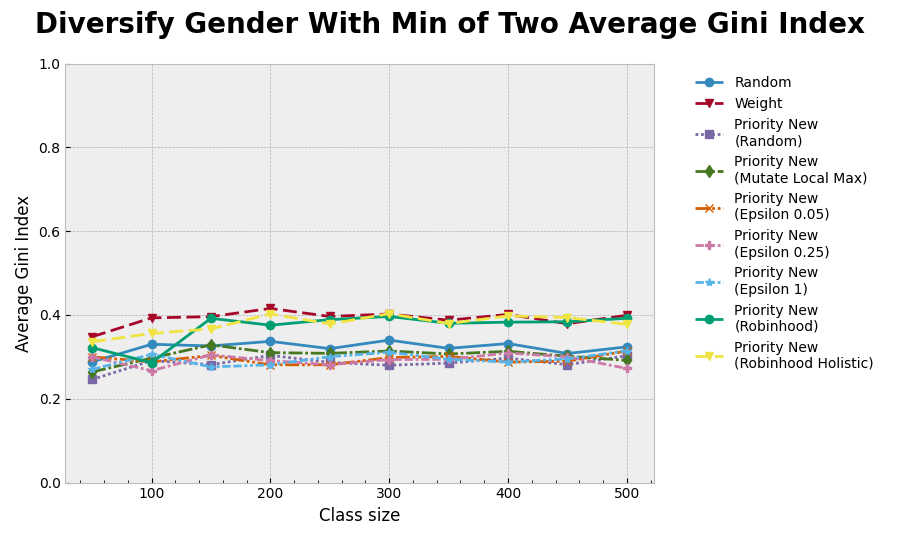 Diversify Gender With Min of Two Average Gini Index
1.0
0.8
0.6
0.4
0.2
0.0
Average Gini Index
100
200
300
400
500
Class size
Random
Weight
Priority New
(Random)
Priority New
(Mutate Local Max)
Priority New
(Epsilon 0.05)
Priority New
(Epsilon 0.25)
Priority New
(Epsilon 1)
Priority New
(Robinhood)
Priority New
(Robinhood Holistic)